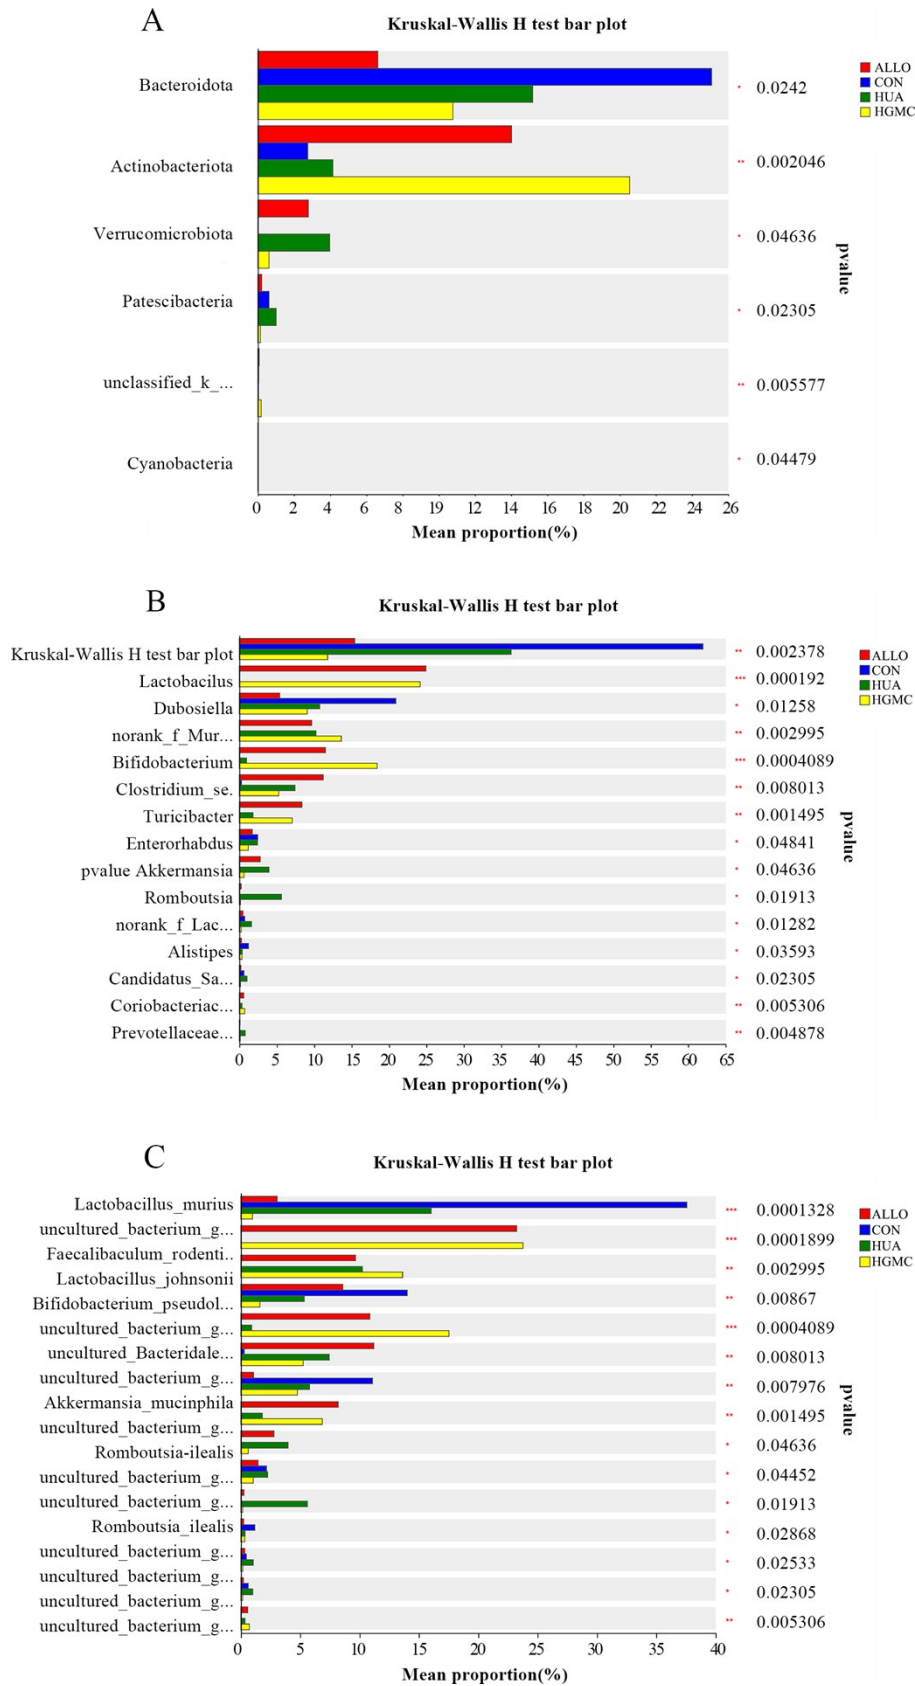 A
Kruskal-Wallis H test bar plot
ALLO
CON
HUA
HGMC
Bacteroidota
* 0.0242
Actinobacteriota
** 0.002046
Verrucomicrobiota
* 0.04636
Patescibacteria
* 0.02305
unclassified_k_...
** 0.005577
Cyanobacteria
* 0.04479
pvalue
0 2 4 6 8 19 12 14 16 18 20 22 24 26
Mean proportion(%)
B
Kruskal-Wallis H test bar plot
ALLO
CON
HUA
HGMC
Kruskal-Wallis H test bar plot
** 0.002378
Lactobacilus
*** 0.000192
Dubosiella
* 0.01258
norank_f_Mur...
** 0.002995
Bifidobacterium
*** 0.0004089
Clostridium_se.
** 0.008013
Turicibacter
** 0.001495
Enterorhabdus
* 0.04841
pvalue Akkermansia
* 0.04636
Romboutsia
* 0.01913
norank_f_Lac...
* 0.01282
Alistipes
* 0.03593
Candidatus_Sa...
* 0.02305
Coriobacteriac...
** 0.005306
Prevotellaceae...
** 0.004878
pvalue
0 5 10 15 20 25 30 35 40 45 50 55 60 65
Mean proportion(%)
C
Kruskal-Wallis H test bar plot
ALLO
CON
HUA
HGMC
Lactobacillus_murius
*** 0.0001328
uncultured_bacterium_g...
*** 0.0001899
Faecalibaculum_rodenti..
** 0.002995
Lactobacillus_johnsonii
Bifidobacterium_pseudol...
** 0.00867
uncultured_bacterium_g...
*** 0.0004089
uncultured_Bacteridale...
** 0.008013
uncultured_bacterium_g...
** 0.007976
Akkermansia_mucinphila
** 0.001495
uncultured_bacterium_g...
* 0.04636
Romboutsia-ilealis
uncultured_bacterium_g...
* 0.04452
uncultured_bacterium_g...
* 0.01913
Romboutsia_ilealis
* 0.02868
uncultured_bacterium_g...
* 0.02533
uncultured_bacterium_g...
* 0.02305
uncultured_bacterium_g...
uncultured_bacterium_g...
** 0.005306
pvalue
0 5 10 15 20 25 30 35 40
Mean proportion(%)